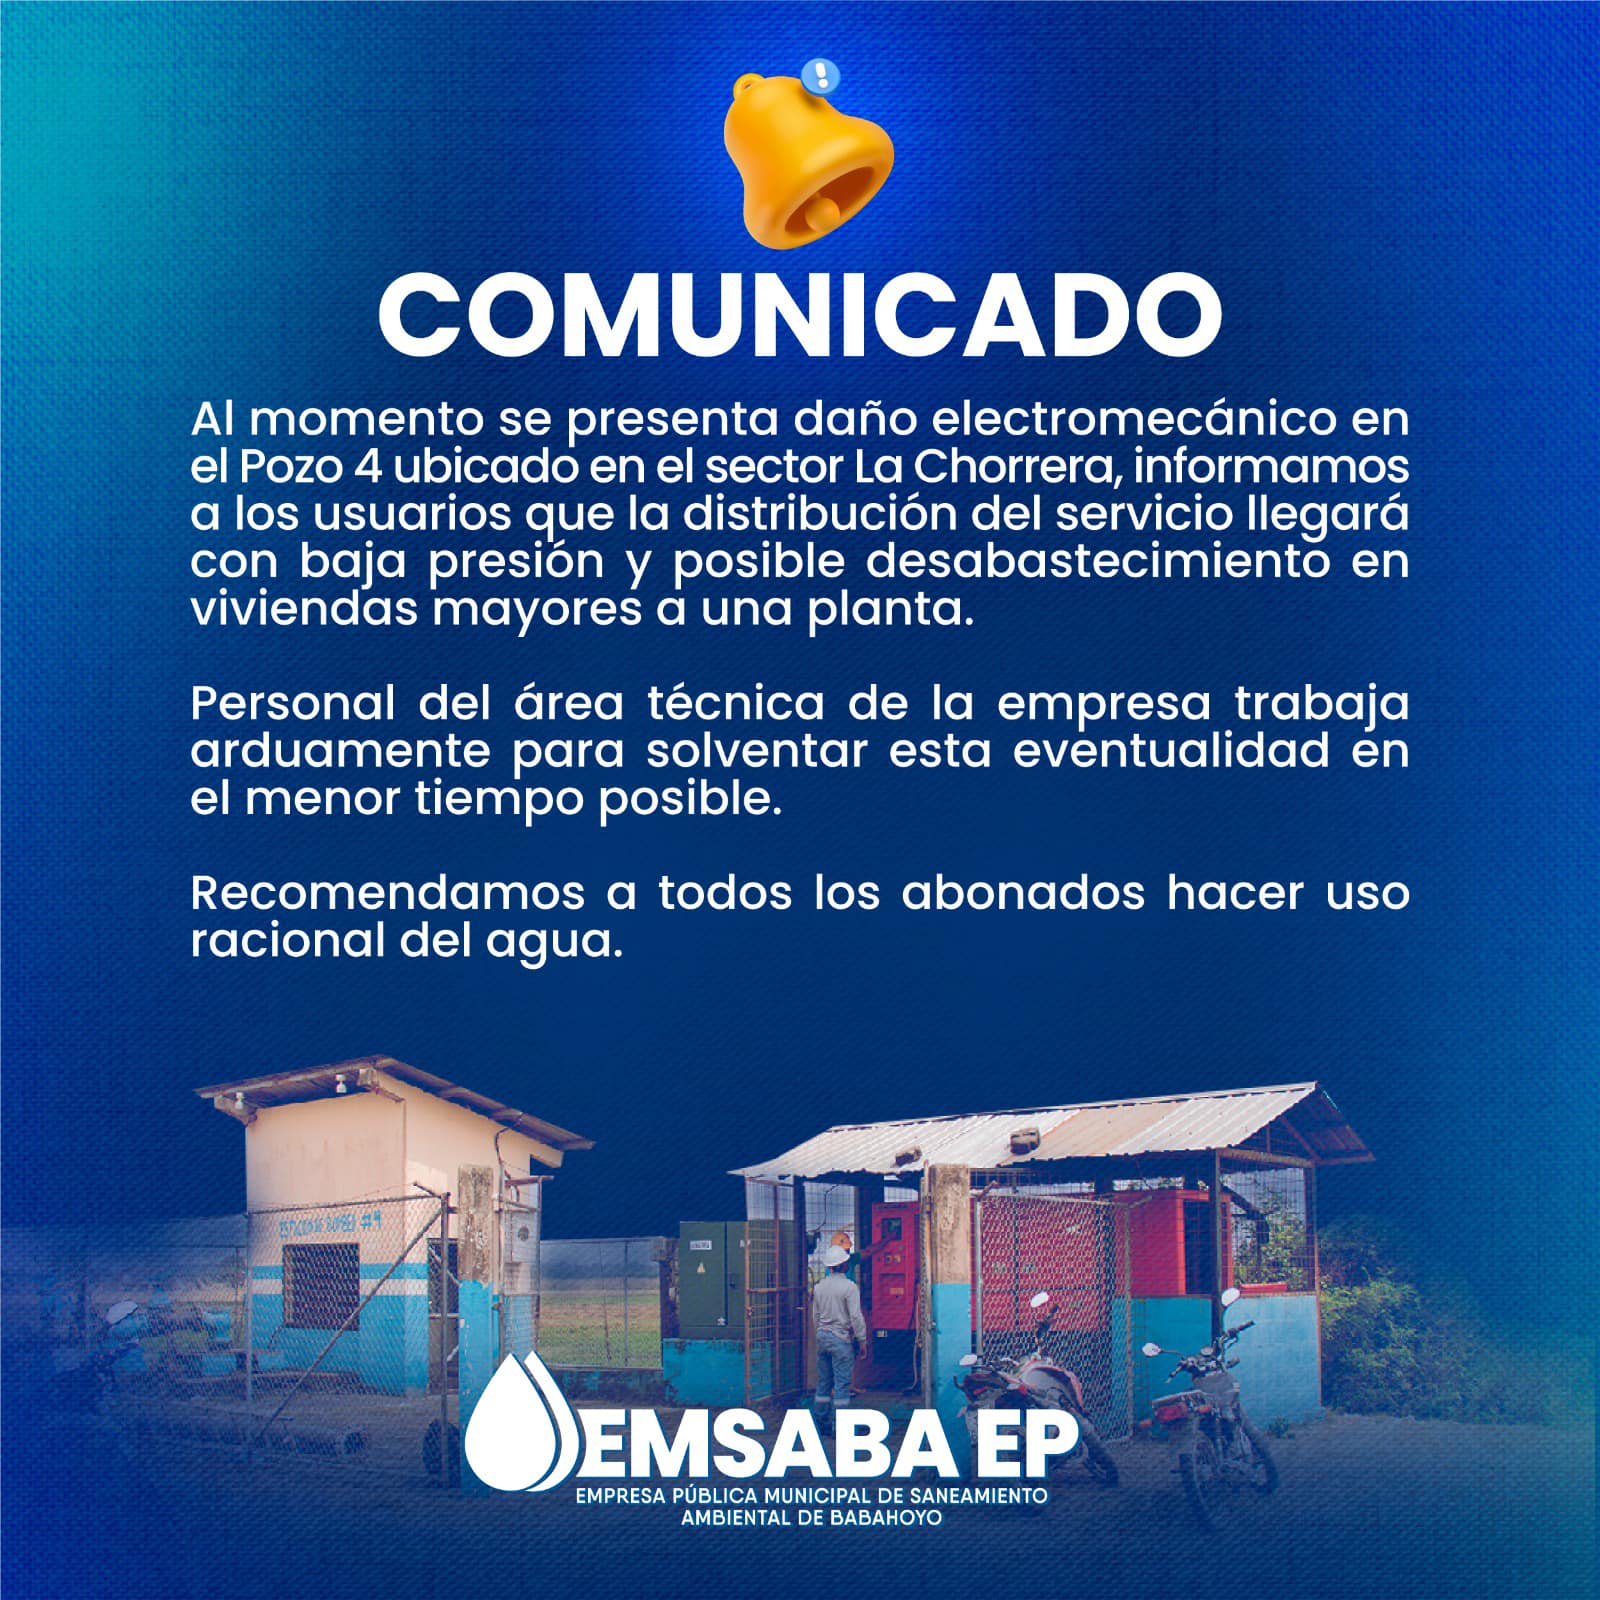 COMUNICADO
Al momento se presenta daño electromecánico en
el Pozo 4 ubicado en el sector La Chorrera, informamos
a los usuarios que la distribución del servicio llegará
con baja presión y posible desabastecimiento en
viviendas mayores a una planta.
Personal del área técnica de la empresa trabaja
arduamente para solventar esta eventualidad en
el menor tiempo posible.
Recomendamos a todos los abonados hacer uso
racional del agua.
#4
EMSABA EP
EMPRESA PÚBLICA MUNICIPAL DE SANEAMIENTO
AMBIENTAL DE BABAHOYO